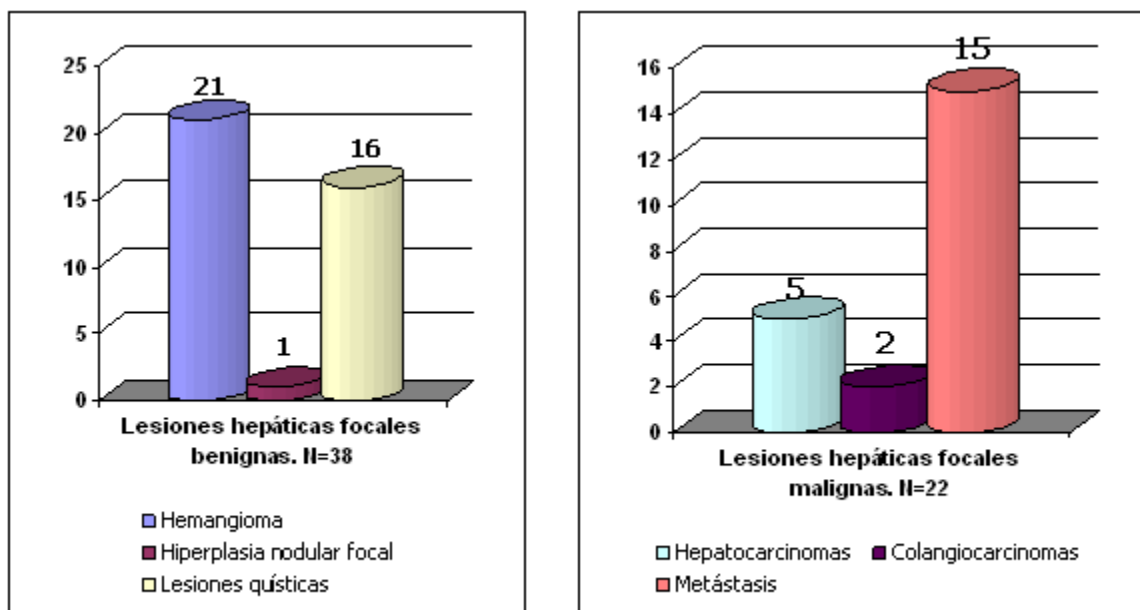 25
20
15
10
5
0
21
1
16
Lesiones hepáticas focales
benignas. N=38
Hemangioma
Hiperplasia nodular focal
Lesiones quísticas
16
14
12
10
8
6
4
2
0
5
2
15
Lesiones hepáticas focales
malignas. N=22
Hepatocarcinomas Colangiocarcinomas
Metástasis